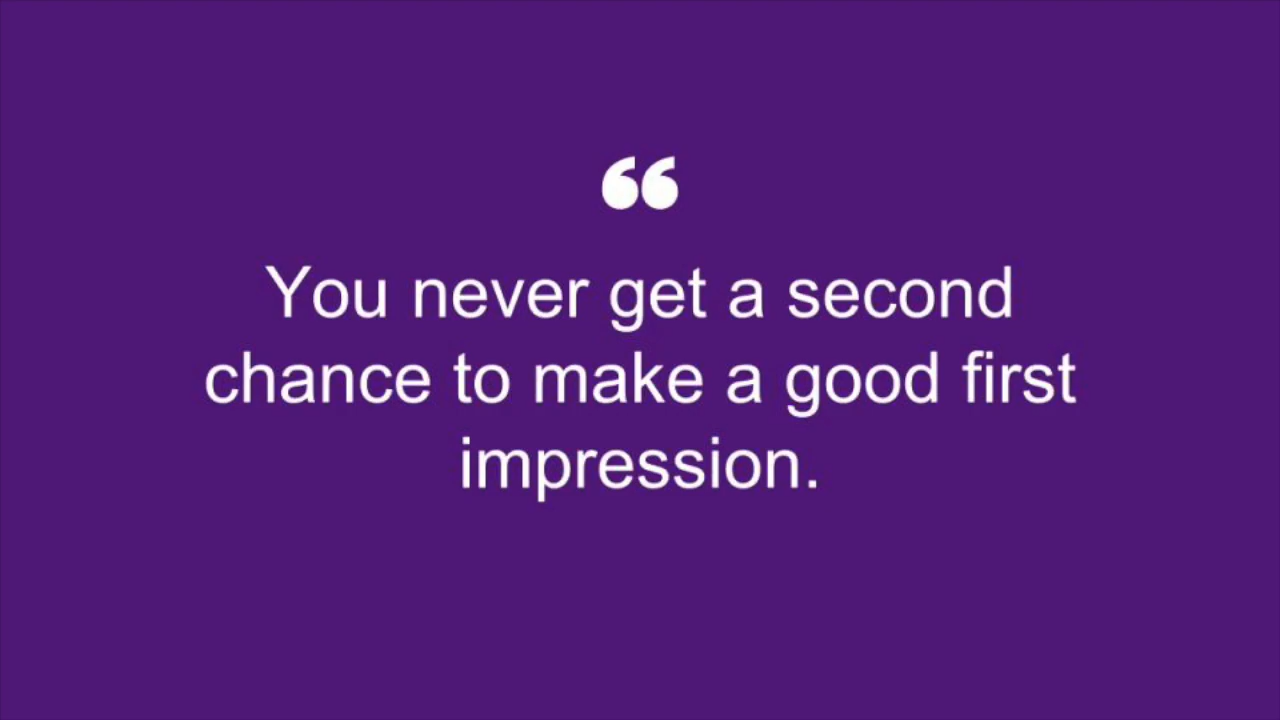 “
You never get a second
chance to make a good first
impression.